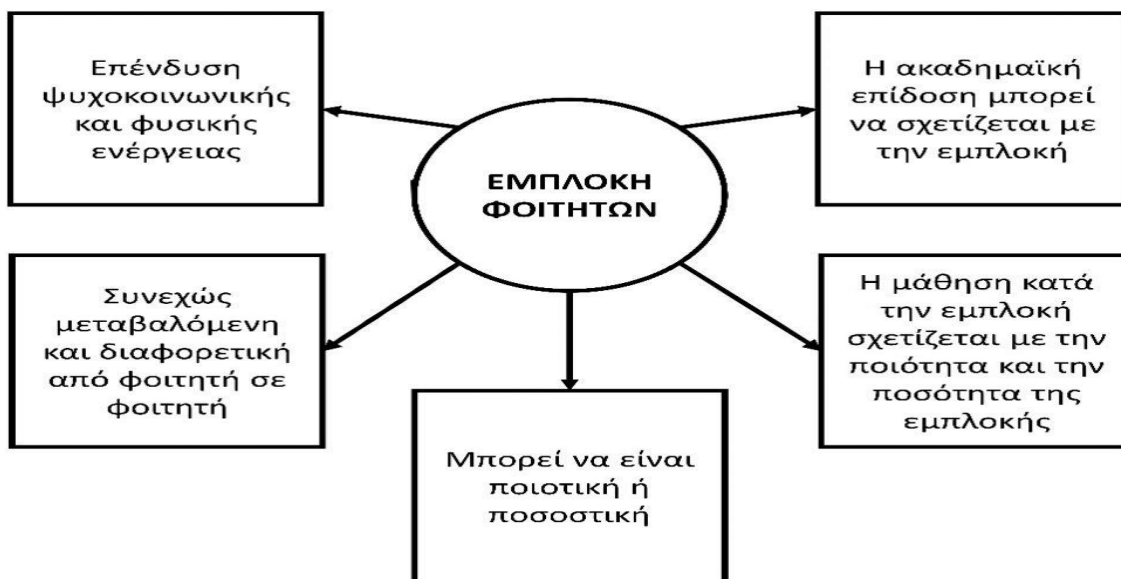 Επένδυση
ψυχοκοινωνικής
και φυσικής
ενέργειας
Η ακαδημαϊκή
επίδοση μπορεί
να σχετίζεται με
την εμπλοκή
ΕΜΠΛΟΚΗ
ΦΟΙΤΗΤΩΝ
Συνεχώς
μεταβαλόμενη
και διαφορετική
από φοιτητή σε
φοιτητή
Η μάθηση κατά
την εμπλοκή
σχετίζεται με την
ποιότητα και την
ποσότητα της
εμπλοκής
Μπορεί να είναι
ποιοτική ή
ποσοστική